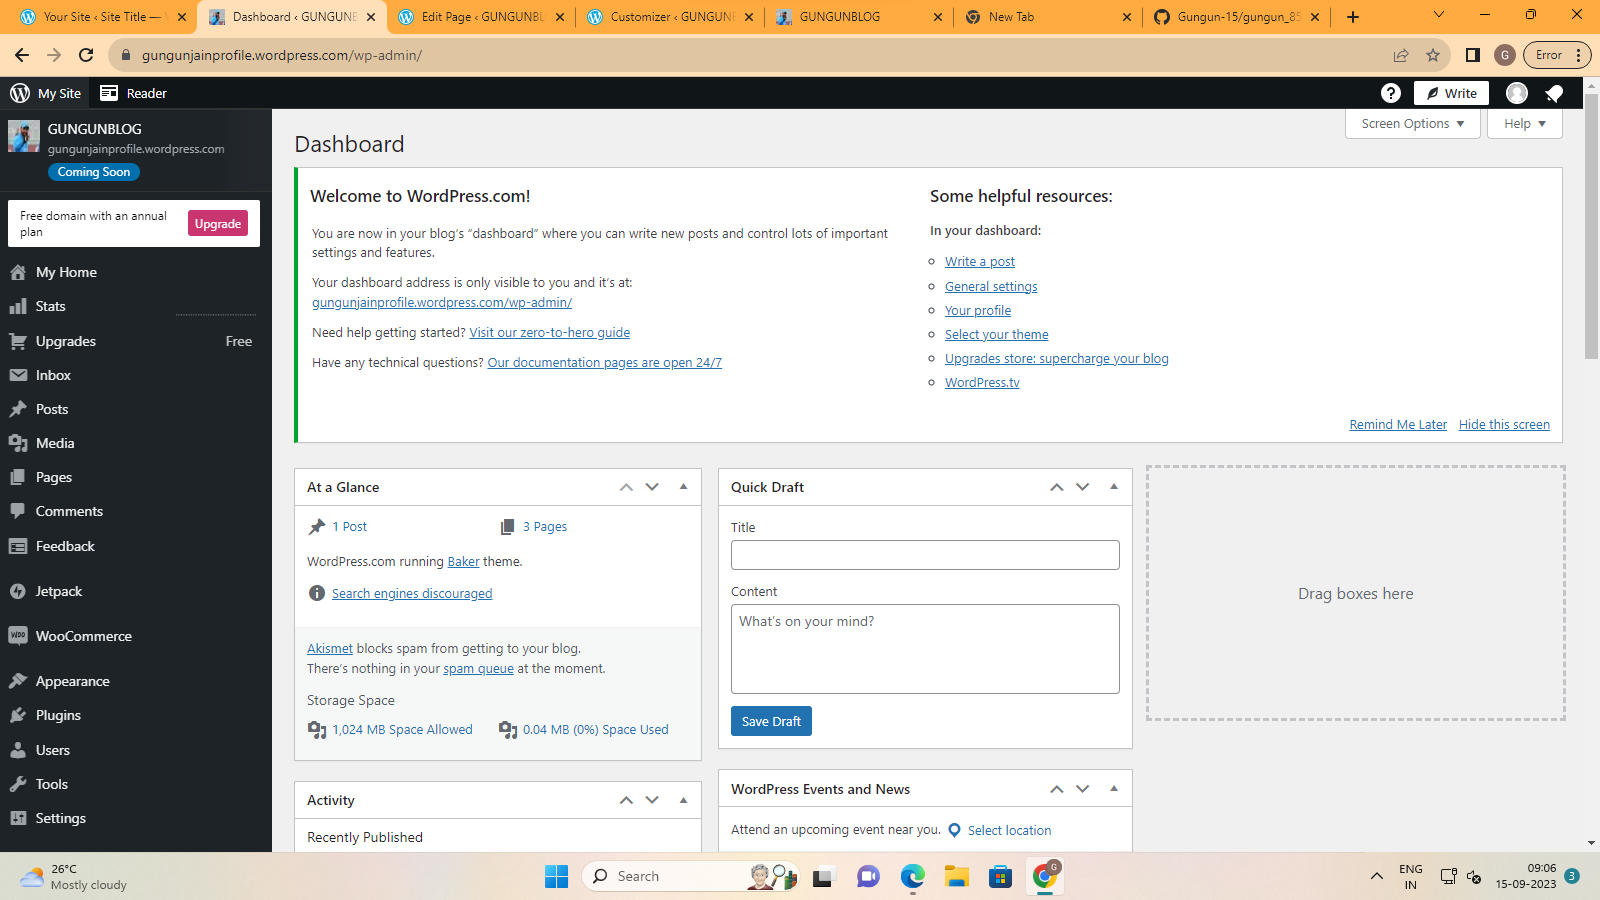 Your Site ‹ Site Title —
Dashboard ‹ GUNGUNB
Edit Page ‹ GUNGUNBL
Customizer ‹ GUNGUNB
GUNGUNBLOG
New Tab
Gungun-15/gungun_85
gungunjainprofile.wordpress.com/wp-admin/
G
Error
My Site
Reader
Write
GUNGUNBLOG
gungunjainprofile.wordpress.com
Coming Soon
Free domain with an annual
plan
Upgrade
My Home
Stats
Upgrades
Free
Inbox
Posts
Media
Pages
Comments
Feedback
Jetpack
WooCommerce
Appearance
Plugins
Users
Tools
Settings
Screen Options
Help
Dashboard
Welcome to WordPress.com!
You are now in your blog’s “dashboard” where you can write new posts and control lots of important
settings and features.
Your dashboard address is only visible to you and it’s at:
gungunjainprofile.wordpress.com/wp-admin/
Need help getting started? Visit our zero-to-hero guide
Have any technical questions? Our documentation pages are open 24/7
Some helpful resources:
In your dashboard:
Write a post
General settings
Your profile
Select your theme
Upgrades store: supercharge your blog
WordPress.tv
Remind Me Later
Hide this screen
At a Glance
1 Post
3 Pages
WordPress.com running Baker theme.
Search engines discouraged
Akismet blocks spam from getting to your blog.
There’s nothing in your spam queue at the moment.
Storage Space
1,024 MB Space Allowed
0.04 MB (0%) Space Used
Activity
Recently Published
Quick Draft
Title
Content
What’s on your mind?
Save Draft
WordPress Events and News
Attend an upcoming event near you.
Select location
Drag boxes here
26°C
Mostly cloudy
Search
G
ENG
IN
09:06
15-09-2023
3